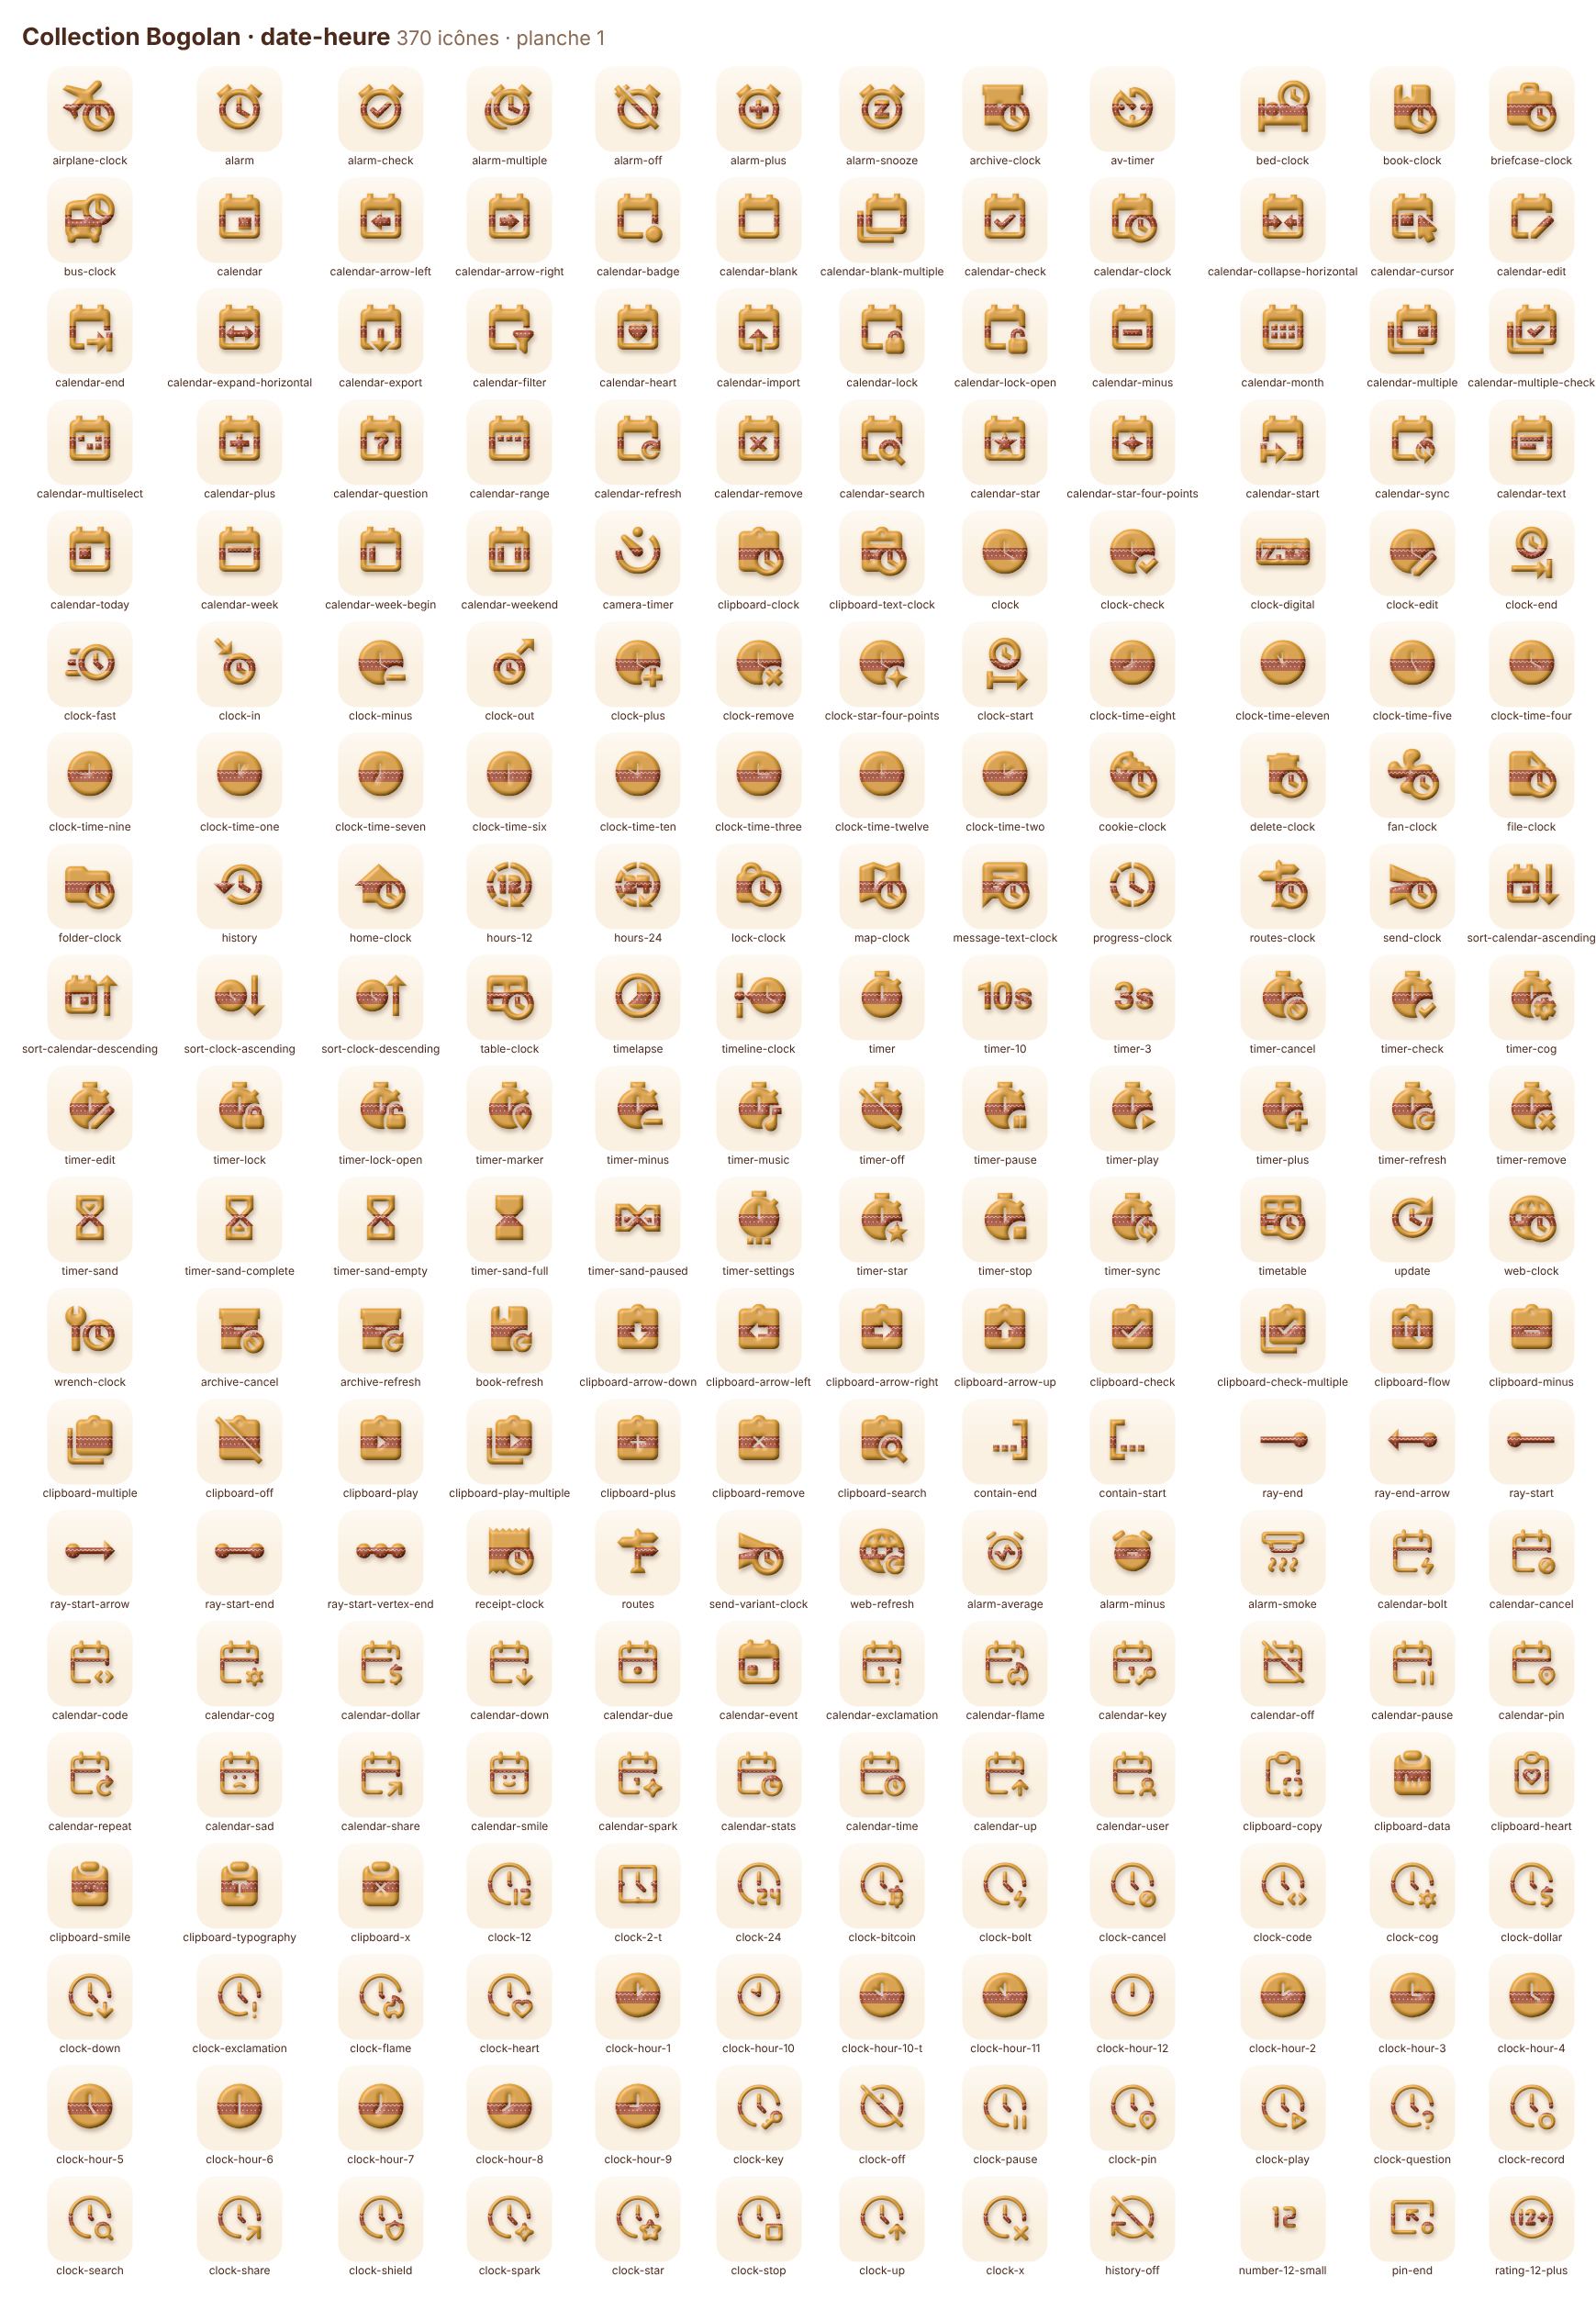 Collection Bogolan · date-heure 370 icônes · planche 1
airplane-clock alarm alarm-check alarm-multiple alarm-off alarm-plus alarm-snooze archive-clock av-timer bed-clock book-clock briefcase-clock
bus-clock calendar calendar-arrow-left calendar-arrow-right calendar-badge calendar-blank calendar-blank-multiple calendar-check calendar-clock calendar-collapse-horizontal calendar-cursor calendar-edit
calendar-end calendar-expand-horizontal calendar-export calendar-filter calendar-heart calendar-import calendar-lock calendar-lock-open calendar-minus calendar-month calendar-multiple calendar-multiple-check
calendar-multiselect calendar-plus calendar-question calendar-range calendar-refresh calendar-remove calendar-search calendar-star calendar-star-four-points calendar-start calendar-sync calendar-text
calendar-today calendar-week calendar-week-begin calendar-weekend camera-timer clipboard-clock clipboard-text-clock clock clock-check clock-digital clock-edit clock-end
clock-fast clock-in clock-minus clock-out clock-plus clock-remove clock-star-four-points clock-start clock-time-eight clock-time-eleven clock-time-five clock-time-four
clock-time-nine clock-time-one clock-time-seven clock-time-six clock-time-ten clock-time-three clock-time-twelve clock-time-two cookie-clock delete-clock fan-clock file-clock
12 24
folder-clock history home-clock hours-12 hours-24 lock-clock map-clock message-text-clock progress-clock routes-clock send-clock sort-calendar-ascending
10s 3s
sort-calendar-descending sort-clock-ascending sort-clock-descending table-clock timelapse timeline-clock timer timer-10 timer-3 timer-cancel timer-check timer-cog
timer-edit timer-lock timer-lock-open timer-marker timer-minus timer-music timer-off timer-pause timer-play timer-plus timer-refresh timer-remove
timer-sand timer-sand-complete timer-sand-empty timer-sand-full timer-sand-paused timer-settings timer-star timer-stop timer-sync timetable update web-clock
wrench-clock archive-cancel archive-refresh book-refresh clipboard-arrow-down clipboard-arrow-left clipboard-arrow-right clipboard-arrow-up clipboard-check clipboard-check-multiple clipboard-flow clipboard-minus
clipboard-multiple clipboard-off clipboard-play clipboard-play-multiple clipboard-plus clipboard-remove clipboard-search contain-end contain-start ray-end ray-end-arrow ray-start
ray-start-arrow ray-start-end ray-start-vertex-end receipt-clock routes send-variant-clock web-refresh alarm-average alarm-minus alarm-smoke calendar-bolt calendar-cancel
calendar-code calendar-cog calendar-dollar calendar-down calendar-due calendar-event calendar-exclamation calendar-flame calendar-key calendar-off calendar-pause calendar-pin
calendar-repeat calendar-sad calendar-share calendar-smile calendar-spark calendar-stats calendar-time calendar-up calendar-user clipboard-copy clipboard-data clipboard-heart
12 24
clipboard-smile clipboard-typography clipboard-x clock-12 clock-2-t clock-24 clock-bitcoin clock-bolt clock-cancel clock-code clock-cog clock-dollar
clock-down clock-exclamation clock-flame clock-heart clock-hour-1 clock-hour-10 clock-hour-10-t clock-hour-11 clock-hour-12 clock-hour-2 clock-hour-3 clock-hour-4
clock-hour-5 clock-hour-6 clock-hour-7 clock-hour-8 clock-hour-9 clock-key clock-off clock-pause clock-pin clock-play clock-question clock-record
12 12+
clock-search clock-share clock-shield clock-spark clock-star clock-stop clock-up clock-x history-off number-12-small pin-end rating-12-plus